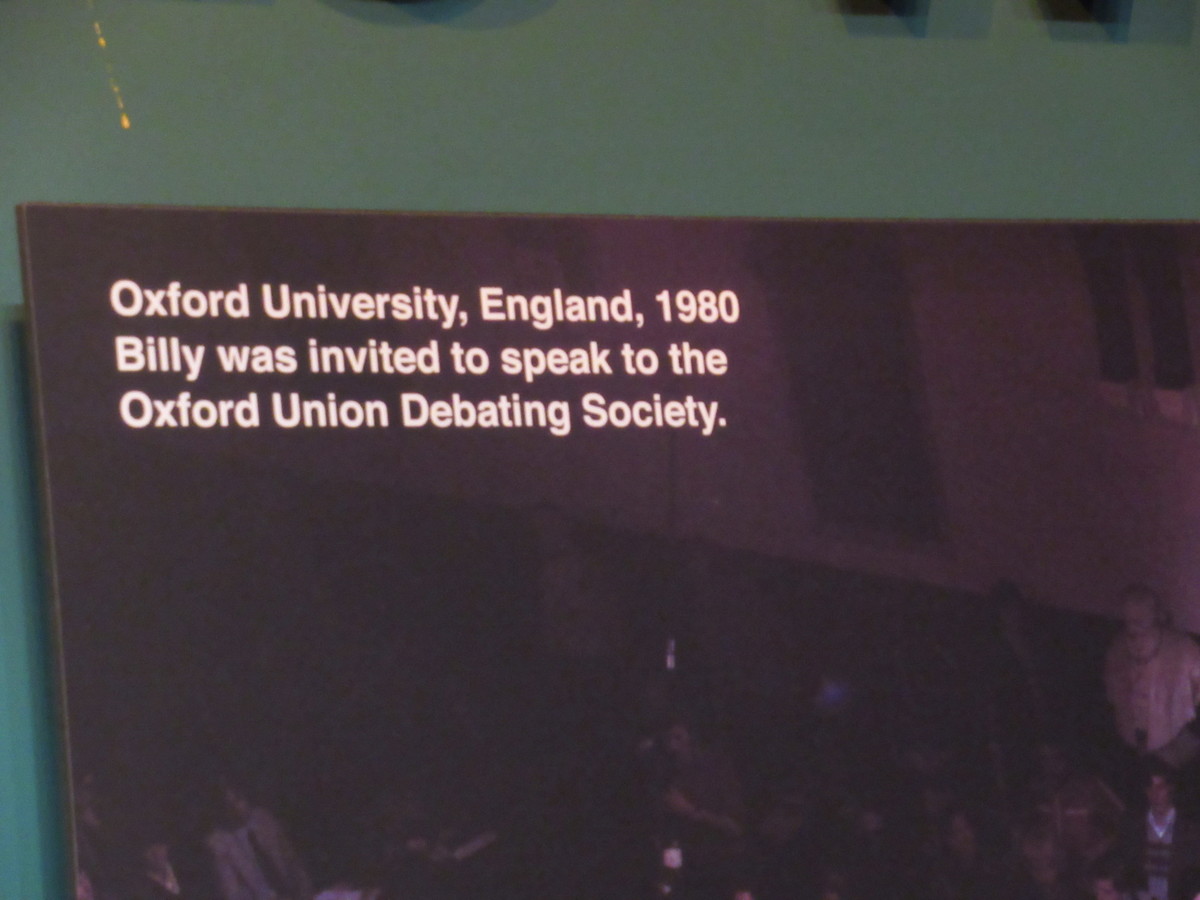 Oxford University, England, 1980
Billy was invited to speak to the
Oxford Union Debating Society.